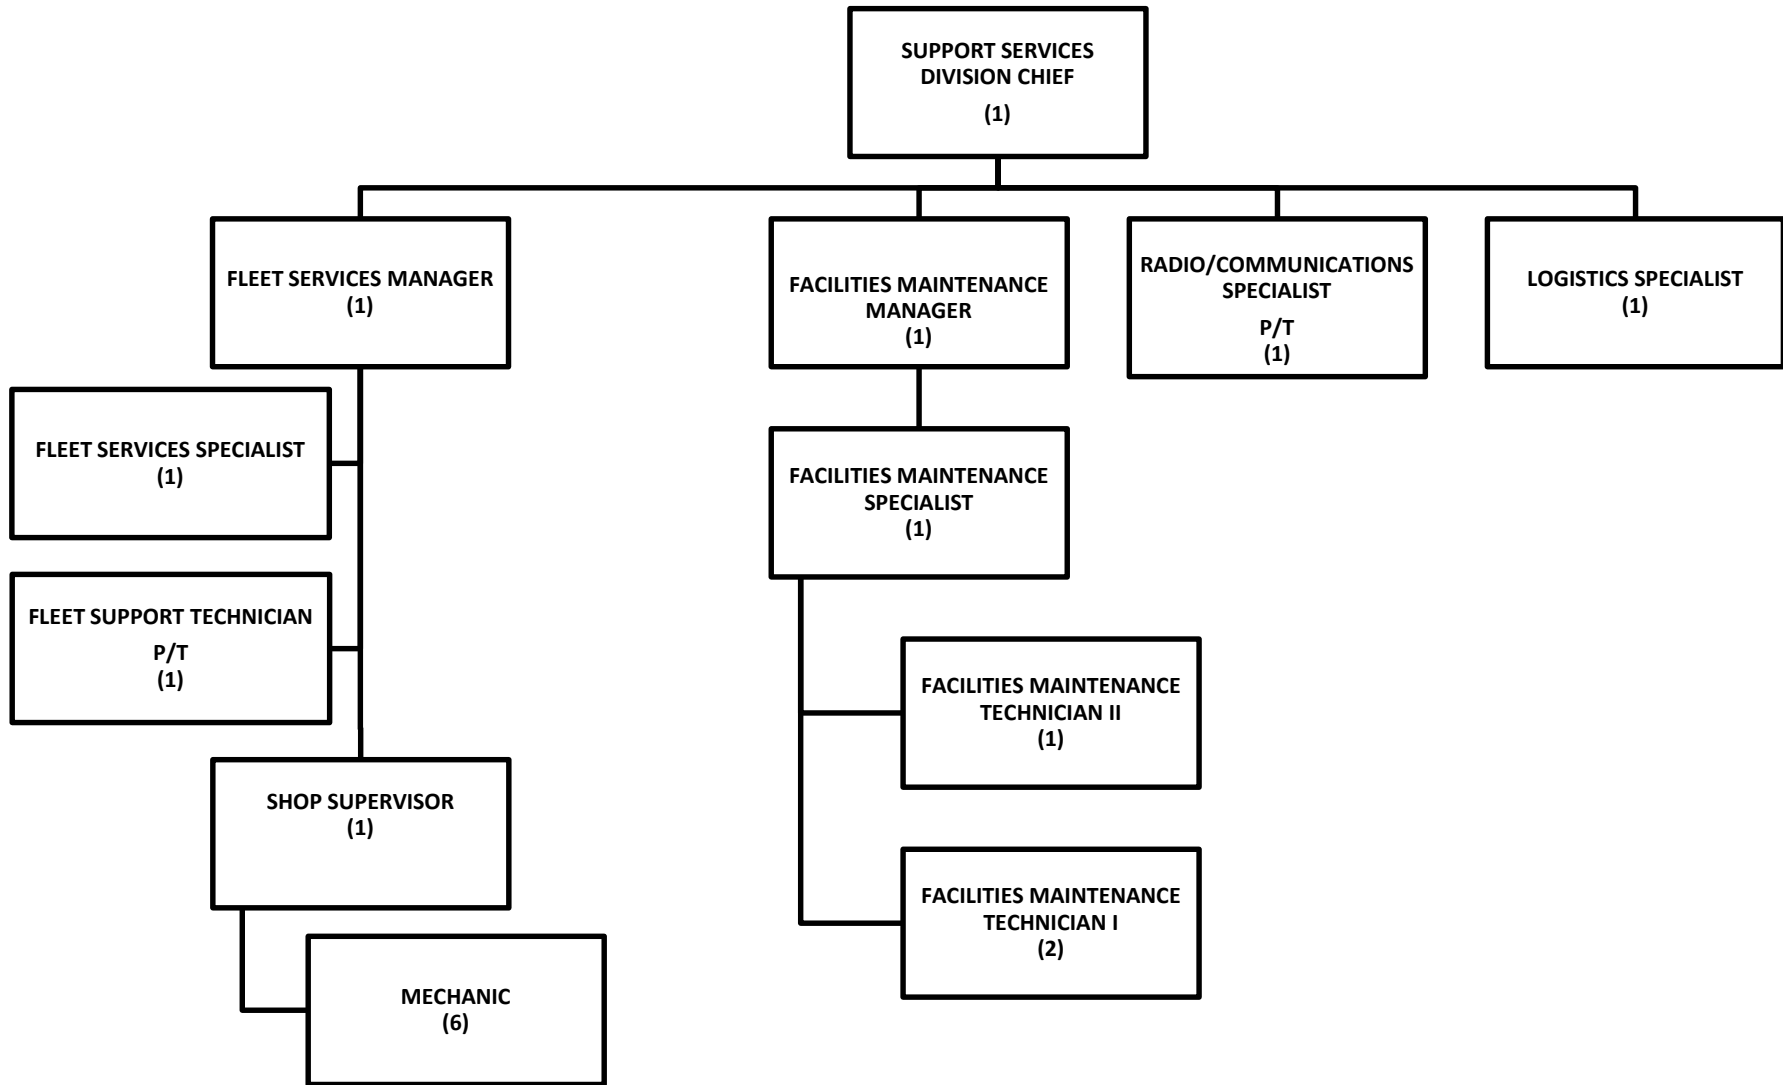 SUPPORT SERVICES
DIVISION CHIEF
(1)
FLEET SERVICES MANAGER
(1)
FACILITIES MAINTENANCE
MANAGER
(1)
RADIO/COMMUNICATIONS
SPECIALIST
P/T
(1)
LOGISTICS SPECIALIST
(1)
FLEET SERVICES SPECIALIST
(1)
FACILITIES MAINTENANCE
SPECIALIST
(1)
FLEET SUPPORT TECHNICIAN
P/T
(1)
FACILITIES MAINTENANCE
TECHNICIAN II
(1)
SHOP SUPERVISOR
(1)
FACILITIES MAINTENANCE
TECHNICIAN I
(2)
MECHANIC
(6)